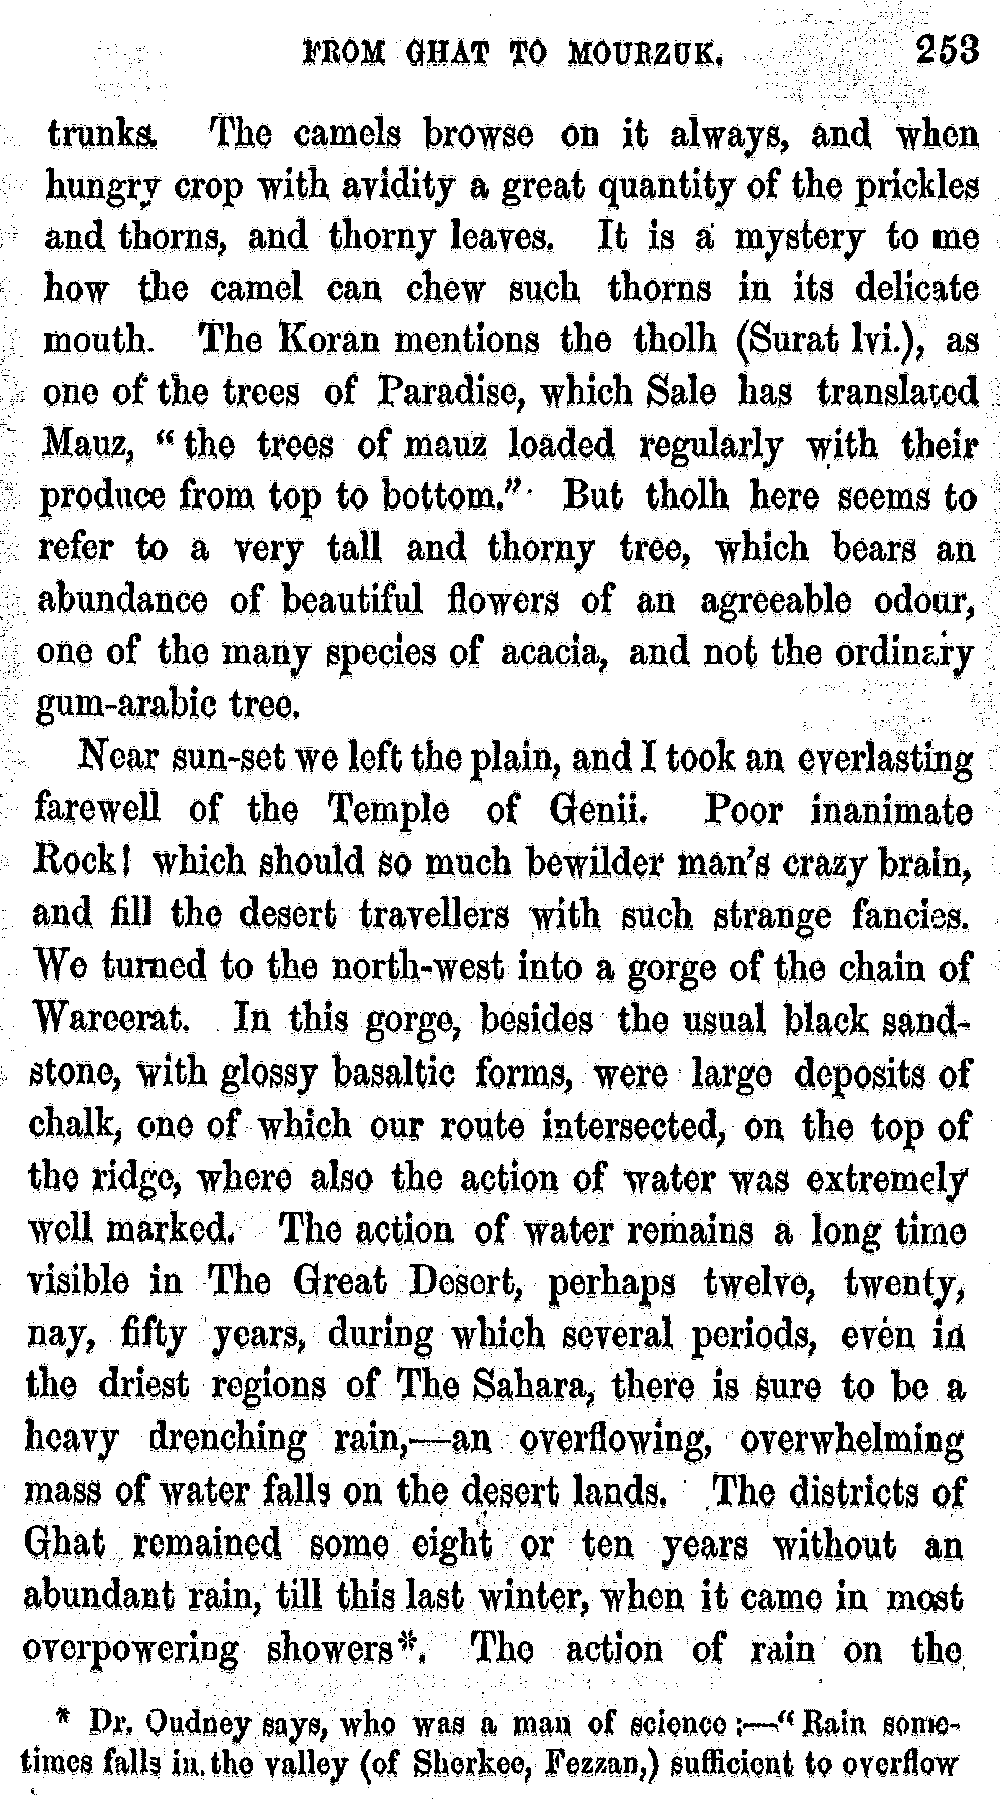 FROM GHAT TO MOURZUK. 253
trunks. The camels browse on it always, and when
hungry crop with avidity a great quantity of the prickles
and thorns, and thorny leaves. It is a mystery to me
how the camel can chew such thorns in its delicate
mouth. The Koran mentions the tholh (Surat lvi.), as
one of the trees of Paradise, which Sale has translated
Mauz, “the trees of mauz loaded regularly with their
produce from top to bottom.” But tholh here seems to
refer to a very tall and thorny tree, which bears an
abundance of beautiful flowers of an agreeable odour,
one of the many species of acacia, and not the ordinary
gum-arabic tree.
Near sun-set we left the plain, and I took an everlasting
farewell of the Temple of Genii. Poor inanimate
Rock! which should so much bewilder man's crazy brain,
and fill the desert travellers with such strange fancies.
We turned to the north-west into a gorge of the chain of
Wareerat. In this gorge, besides the usual black sand-
stone, with glossy basaltic forms, were large deposits of
chalk, one of which our route intersected, on the top of
the ridge, where also the action of water was extremely
well marked. The action of water remains a long time
visible in The Great Desert, perhaps twelve, twenty,
nay, fifty years, during which several periods, even in
the driest regions of The Sahara, there is sure to be a
heavy drenching rain,—an overflowing, overwhelming
mass of water falls on the desert lands. The districts of
Ghat remained some eight or ten years without an
abundant rain, till this last winter, when it came in most
overpowering showers*. The action of rain on the
* Dr. Oudney says, who was a man of science:—“Rain some-
times falls in the valley (of Sherkee, Fezzan,) sufficient to overflow